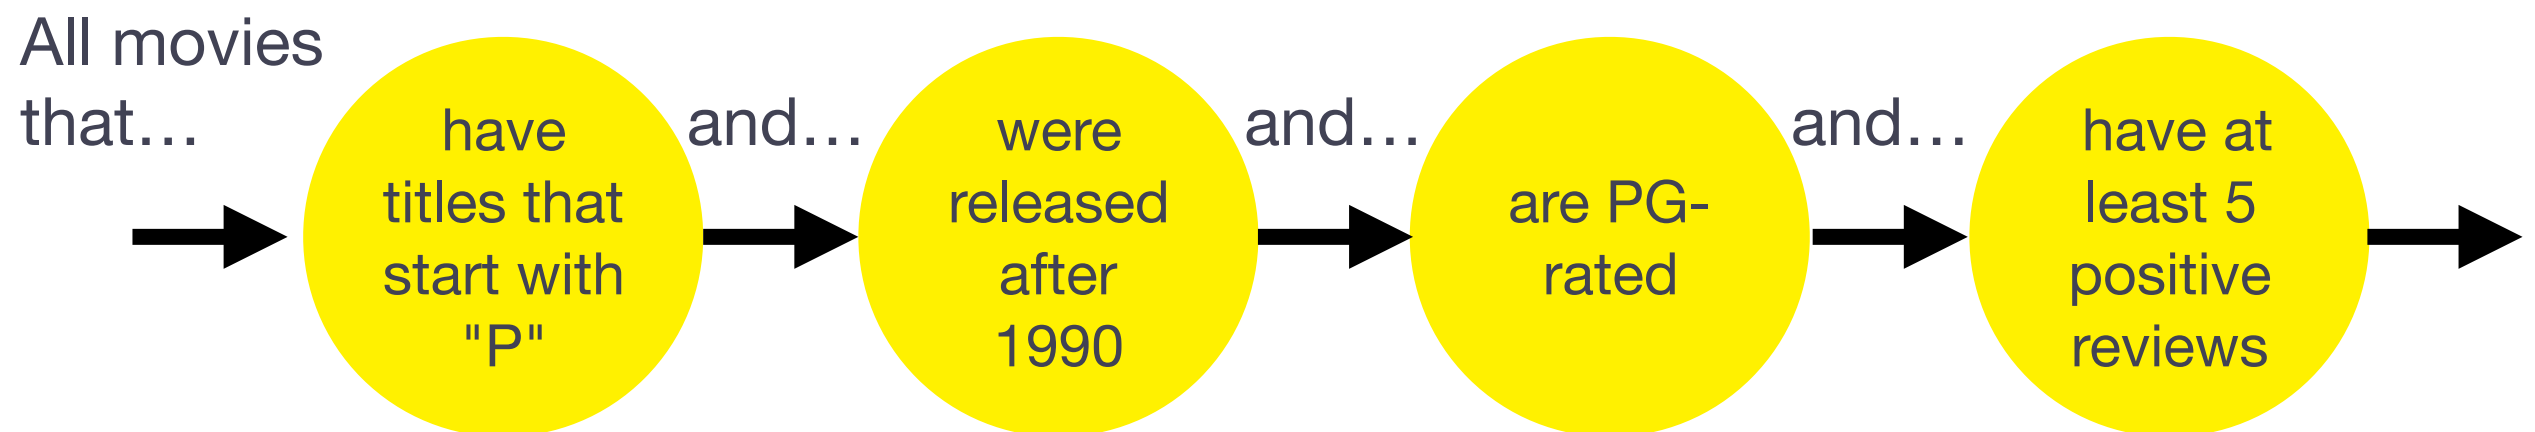 All movies
that…
have
titles that
start with
"P"
and…
were
released
after
1990
and…
are PG-
rated
and…
have at
least 5
positive
reviews